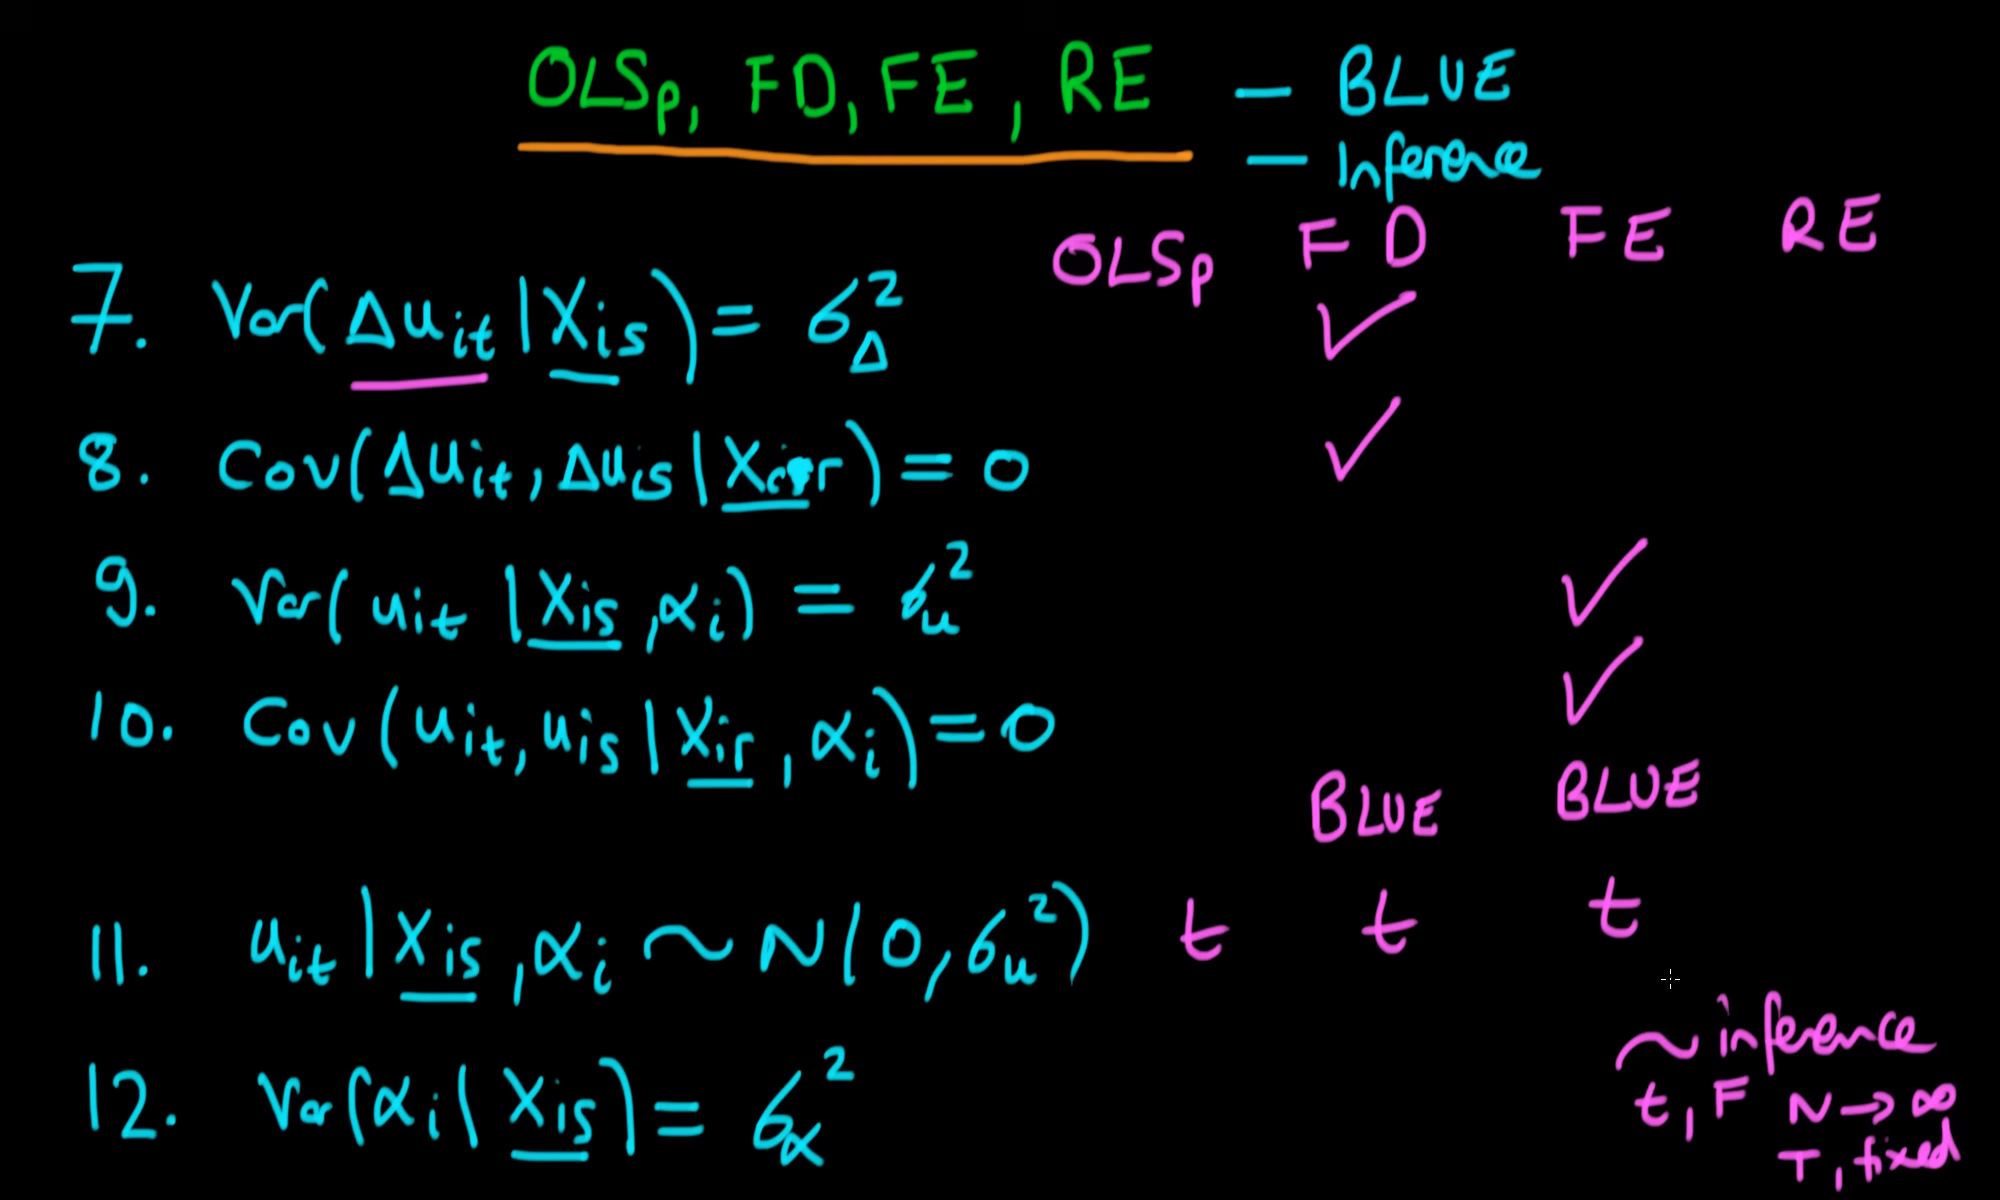 OLSp, FD, FE, RE – BLUE
– Inference
OLSp FD FE RE
7. Var(Δuit | Xis) = σ²Δ ✓
8. Cov(Δuit, Δuis | Xir) = 0 ✓
9. Var(uit | Xis, αi) = σ²u ✓
10. Cov(uit, uis | Xir, αi) = 0 ✓
BLUE BLUE
11. uit | Xis, αi ~ N(0, σu²) t t t
~ inference
t, F N → ∞
T, fixed
12. Var(αi | Xis) = σα²